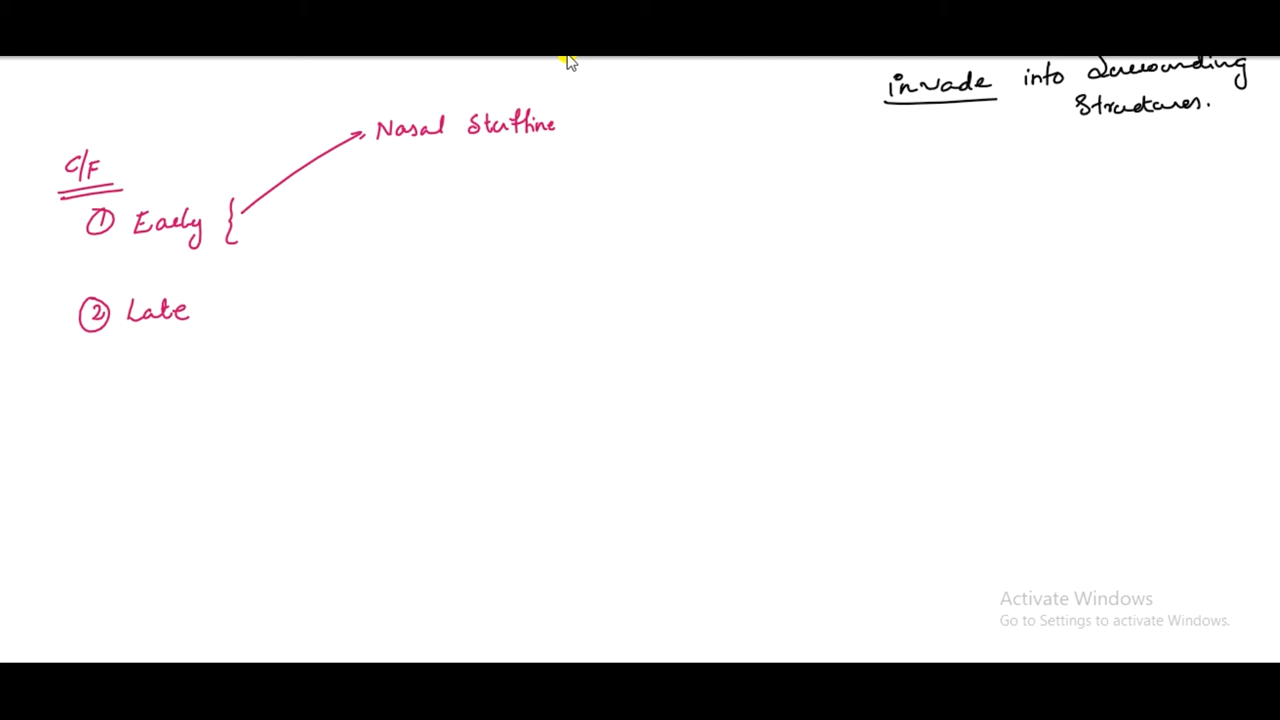 invade into Surrounding
Structures.
Nasal Stuffine
C/F
① Early {
② Late
Activate Windows
Go to Settings to activate Windows.